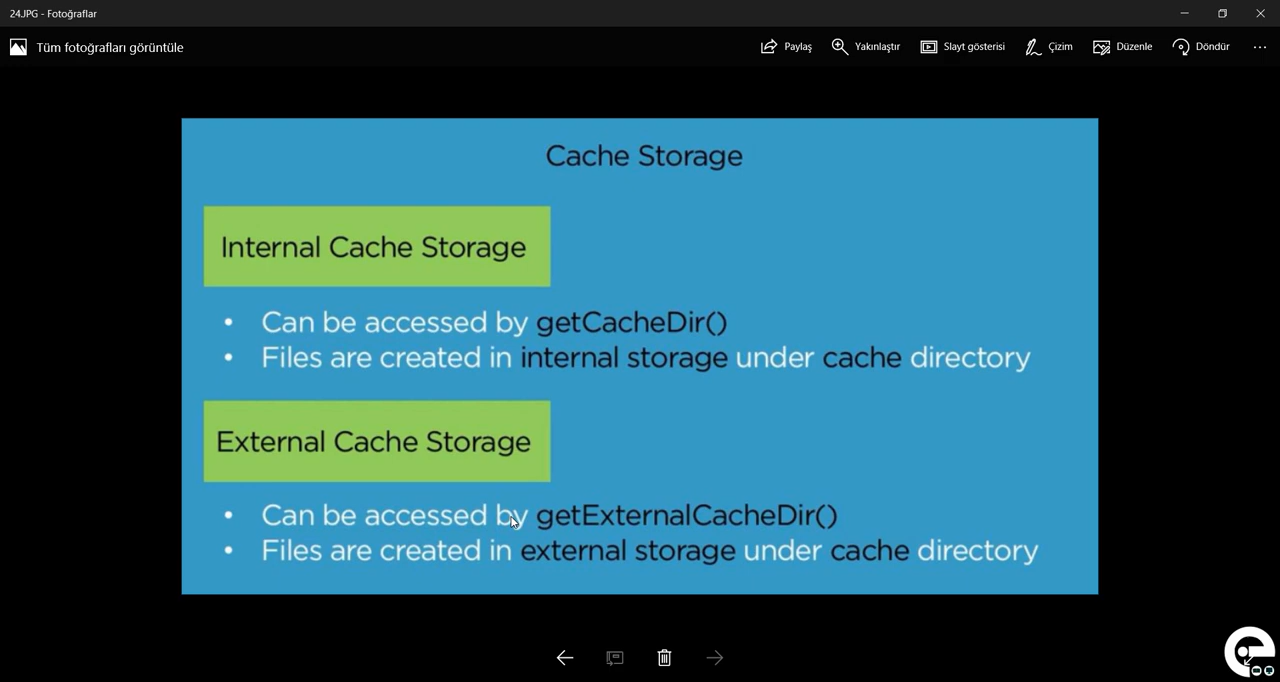 24.JPG - Fotoğraflar
Tüm fotoğrafları görüntüle
Paylaş
Yakınlaştır
Slayt gösterisi
Çizim
Düzenle
Döndür
Cache Storage
Internal Cache Storage
• Can be accessed by getCacheDir()
• Files are created in internal storage under cache directory
External Cache Storage
• Can be accessed by getExternalCacheDir()
• Files are created in external storage under cache directory